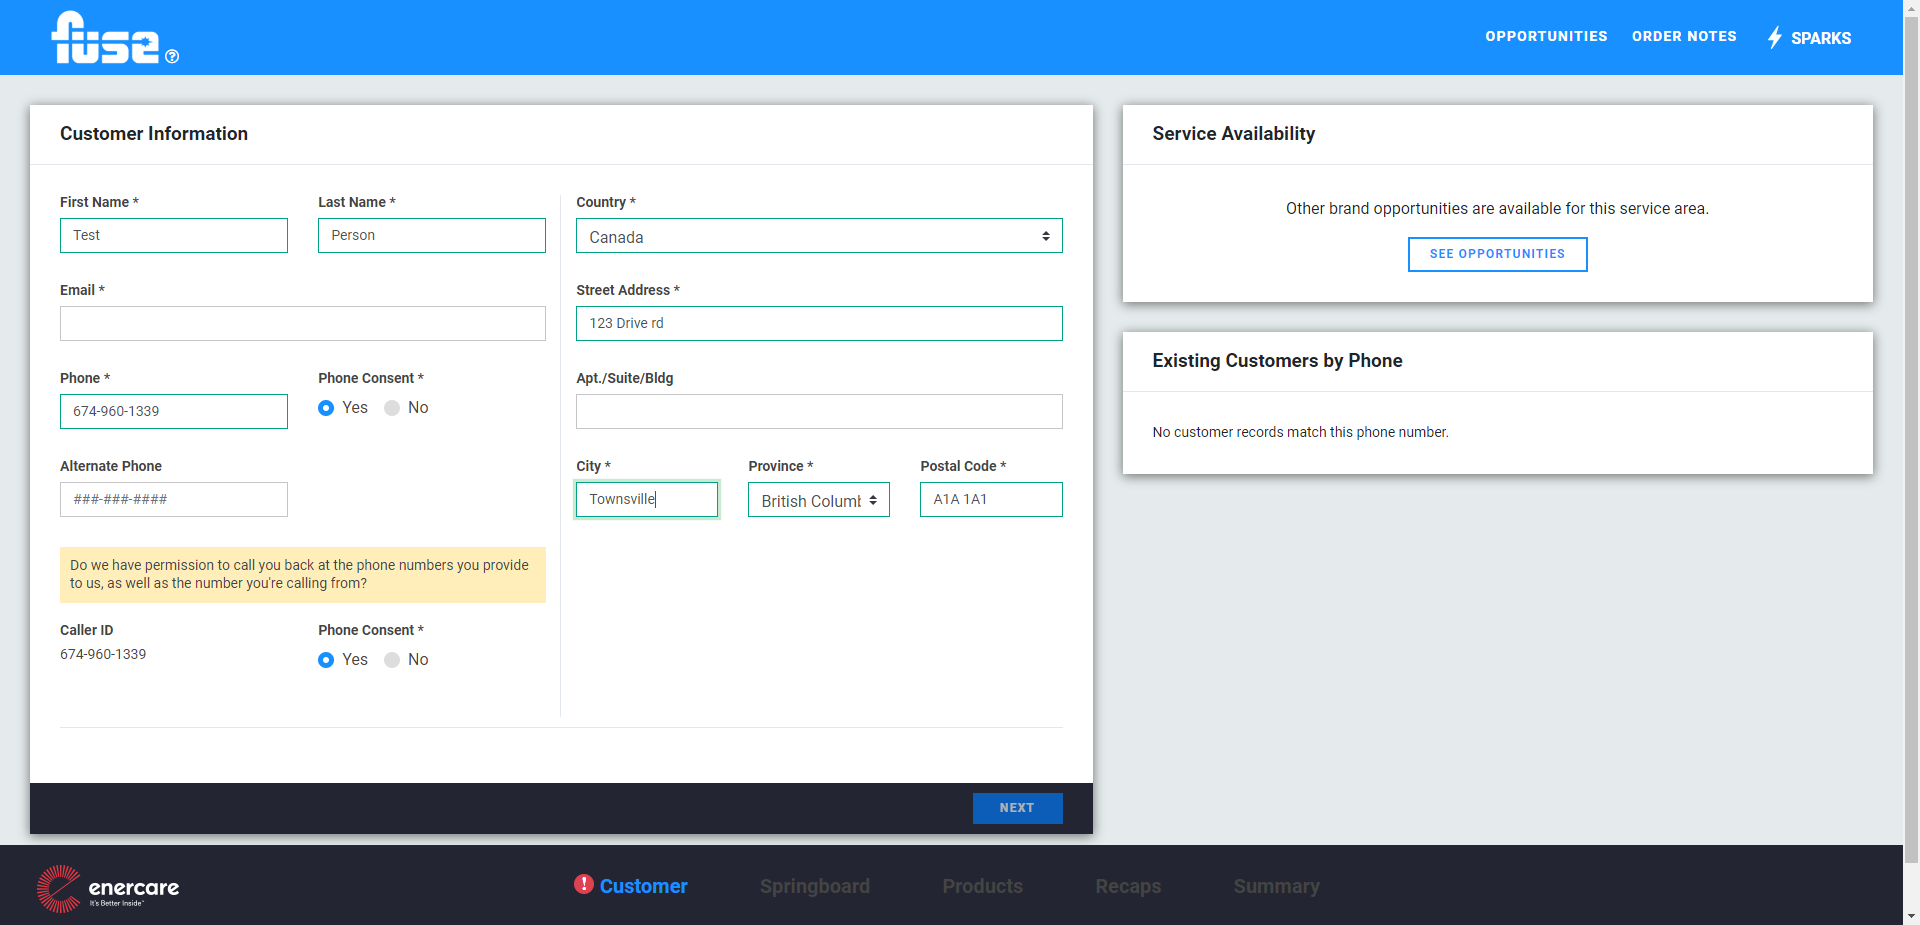 fuse
OPPORTUNITIES
ORDER NOTES
SPARKS
Customer Information
First Name *
Last Name *
Test
Person
Email *
Phone *
Phone Consent *
674-960-1339
Yes
No
Alternate Phone
###-###-####
Do we have permission to call you back at the phone numbers you provide
to us, as well as the number you're calling from?
Caller ID
Phone Consent *
674-960-1339
Yes
No
Country *
Canada
Street Address *
123 Drive rd
Apt./Suite/Bldg
City *
Province *
Postal Code *
Townsville
British Columb
A1A 1A1
NEXT
Service Availability
Other brand opportunities are available for this service area.
SEE OPPORTUNITIES
Existing Customers by Phone
No customer records match this phone number.
enercare
It's Better Inside™
Customer
Springboard
Products
Recaps
Summary